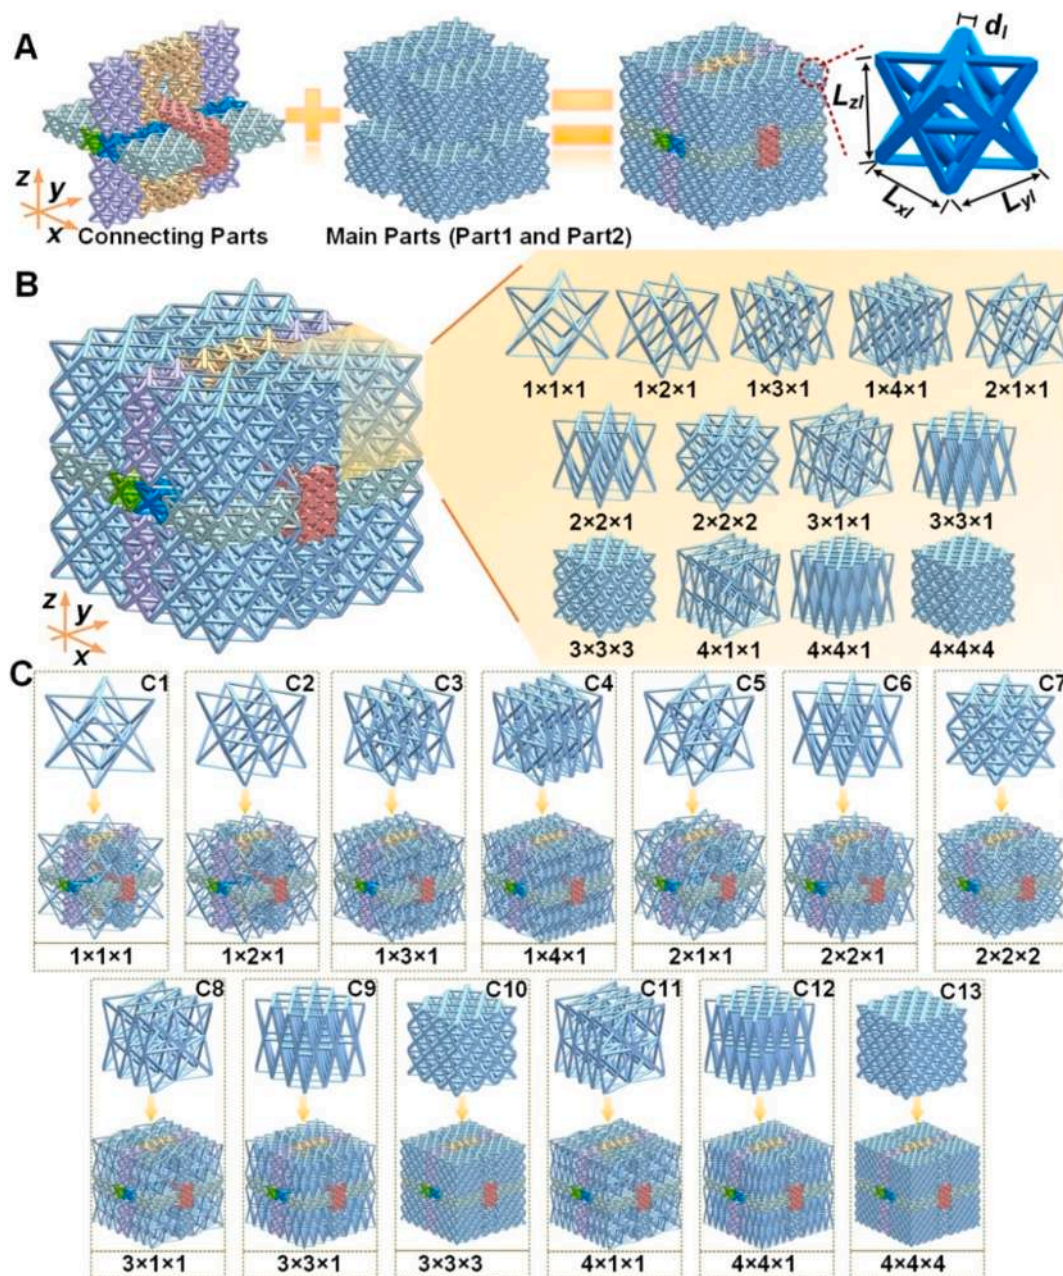 A
d_l
L_zl
L_xl
L_yl
z
y
x
Connecting Parts
Main Parts (Part1 and Part2)
B
1×1×1
1×2×1
1×3×1
1×4×1
2×1×1
2×2×1
2×2×2
3×1×1
3×3×1
3×3×3
4×1×1
4×4×1
4×4×4
z
y
x
C
C1
C2
C3
C4
C5
C6
C7
1×1×1
1×2×1
1×3×1
1×4×1
2×1×1
2×2×1
2×2×2
C8
C9
C10
C11
C12
C13
3×1×1
3×3×1
3×3×3
4×1×1
4×4×1
4×4×4